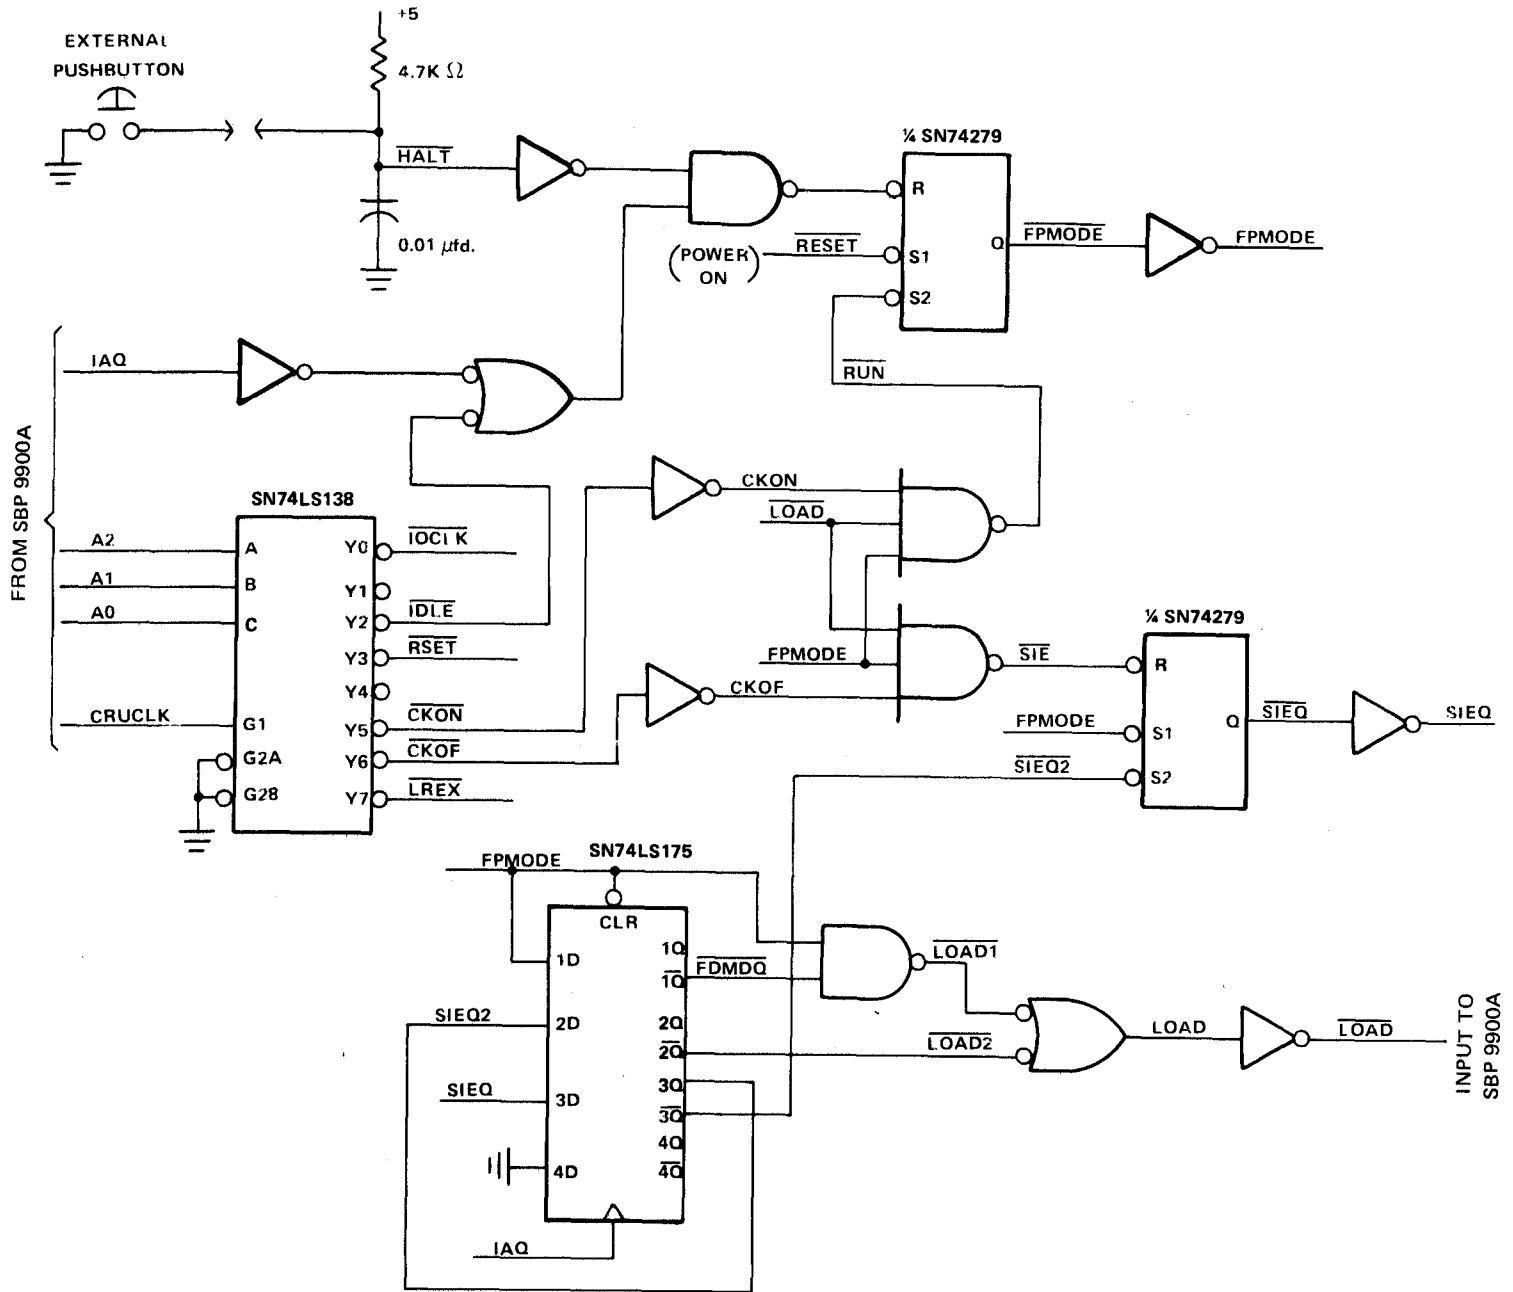 +5
EXTERNAL
PUSHBUTTON
4.7K Ω
HALT
0.01 µfd.
¼ SN74279
R
S1
S2
Q
FPMODE
FPMODE
(POWER
ON)
RESET
RUN
FROM SBP 9900A
IAQ
SN74LS138
A2
A1
A0
CRUCLK
A
B
C
G1
G2A
G2B
Y0
Y1
Y2
Y3
Y4
Y5
Y6
Y7
IOCLK
IDLE
RSET
CKON
CKOF
LREX
CKON
LOAD
FPMODE
CKOF
SIE
¼ SN74279
R
S1
S2
Q
FPMODE
SIEQ2
SIEQ
SIEQ
FPMODE
SN74LS175
CLR
1D
2D
3D
4D
1Q
1Q
2Q
2Q
3Q
3Q
4Q
4Q
SIEQ2
SIEQ
IAQ
FDMDQ
LOAD1
LOAD2
LOAD
LOAD
INPUT TO
SBP 9900A